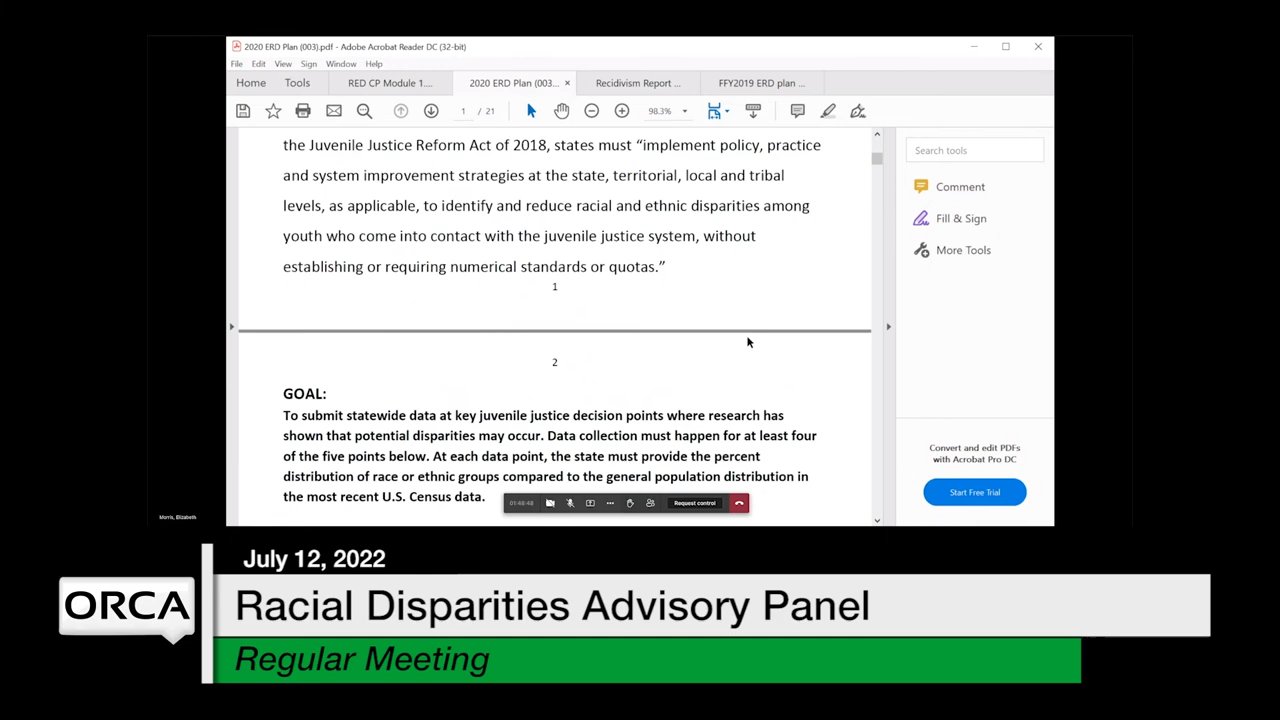 2020 ERD Plan (003).pdf - Adobe Acrobat Reader DC (32-bit)
File Edit View Sign Window Help
Home Tools RED CP Module 1.... 2020 ERD Plan (003... × Recidivism Report ... FFY2019 ERD plan ...
1 / 21 98.3%
the Juvenile Justice Reform Act of 2018, states must “implement policy, practice
and system improvement strategies at the state, territorial, local and tribal
levels, as applicable, to identify and reduce racial and ethnic disparities among
youth who come into contact with the juvenile justice system, without
establishing or requiring numerical standards or quotas.”
1
2
GOAL:
To submit statewide data at key juvenile justice decision points where research has
shown that potential disparities may occur. Data collection must happen for at least four
of the five points below. At each data point, the state must provide the percent
distribution of race or ethnic groups compared to the general population distribution in
the most recent U.S. Census data.
01:48:48 Request control
Search tools
Comment
Fill & Sign
More Tools
Convert and edit PDFs
with Acrobat Pro DC
Start Free Trial
Morris, Elizabeth
July 12, 2022
ORCA
Racial Disparities Advisory Panel
Regular Meeting